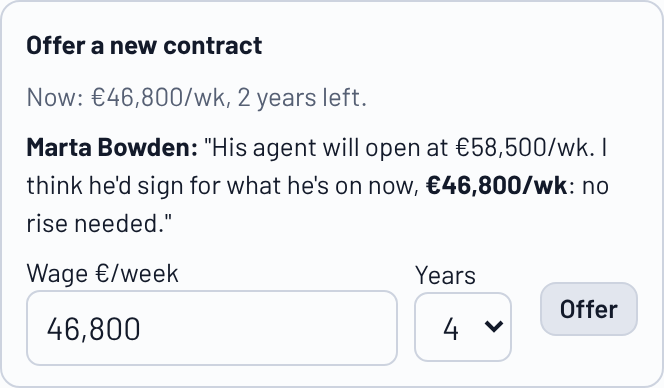 Offer a new contract
Now: €46,800/wk, 2 years left.
Marta Bowden: "His agent will open at €58,500/wk. I
think he'd sign for what he's on now, €46,800/wk: no
rise needed."
Wage €/week
Years
46,800
4
Offer